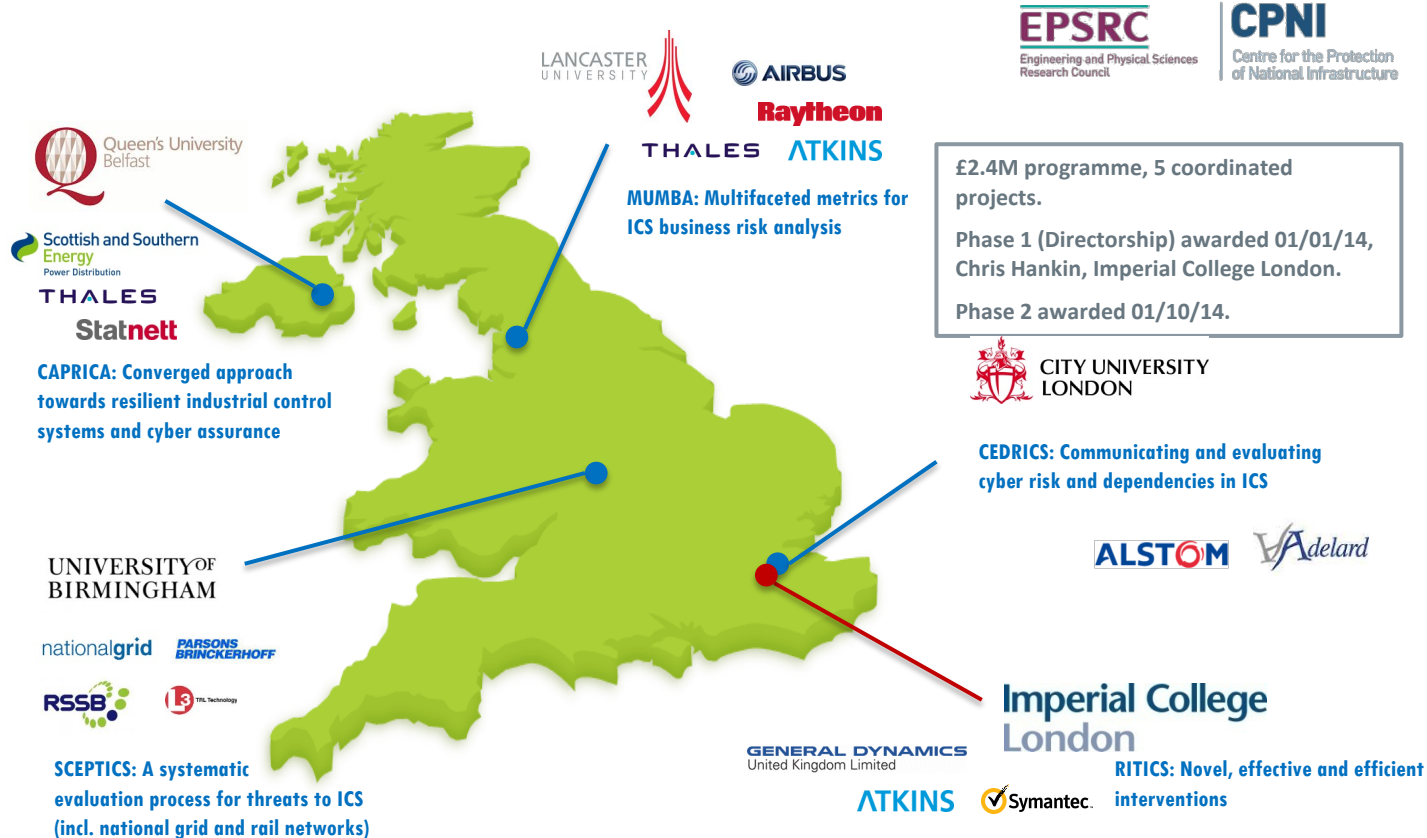 EPSRC
Engineering and Physical Sciences
Research Council
CPNI
Centre for the Protection
of National Infrastructure
LANCASTER
UNIVERSITY
AIRBUS
Raytheon
THALES
ATKINS
MUMBA: Multifaceted metrics for
ICS business risk analysis
Queen's University
Belfast
Scottish and Southern
Energy
Power Distribution
THALES
Statnett
CAPRICA: Converged approach
towards resilient industrial control
systems and cyber assurance
£2.4M programme, 5 coordinated
projects.
Phase 1 (Directorship) awarded 01/01/14,
Chris Hankin, Imperial College London.
Phase 2 awarded 01/10/14.
CITY UNIVERSITY
LONDON
CEDRICS: Communicating and evaluating
cyber risk and dependencies in ICS
ALSTOM
Adelard
UNIVERSITY OF
BIRMINGHAM
nationalgrid
PARSONS
BRINCKERHOFF
RSSB
L3
TRL Technology
SCEPTICS: A systematic
evaluation process for threats to ICS
(incl. national grid and rail networks)
Imperial College
London
GENERAL DYNAMICS
United Kingdom Limited
ATKINS
Symantec.
RITICS: Novel, effective and efficient
interventions